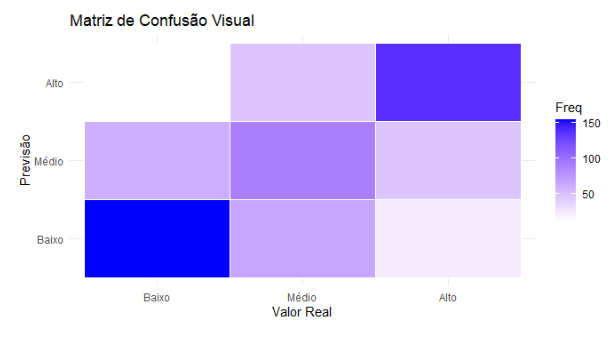 Matriz de Confusão Visual
Alto
Médio
Baixo
Previsão
Baixo
Médio
Alto
Valor Real
Freq
150
100
50